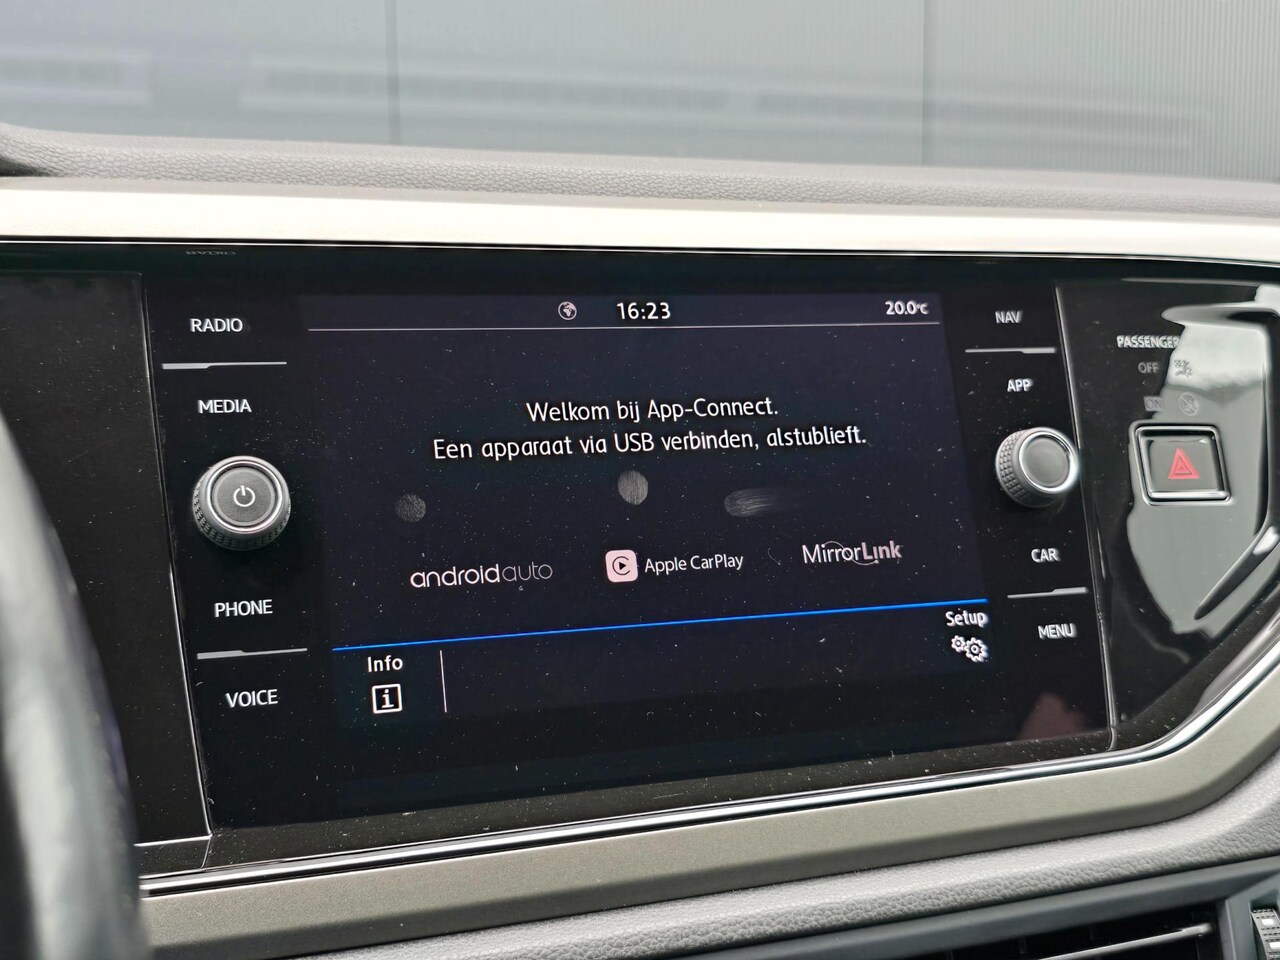 RADIO
MEDIA
PHONE
VOICE
16:23
20.0°C
Welkom bij App-Connect.
Een apparaat via USB verbinden, alstublieft.
androidauto
Apple CarPlay
MirrorLink
Info
Setup
NAV
APP
CAR
MENU
PASSENGER
OFF
ON